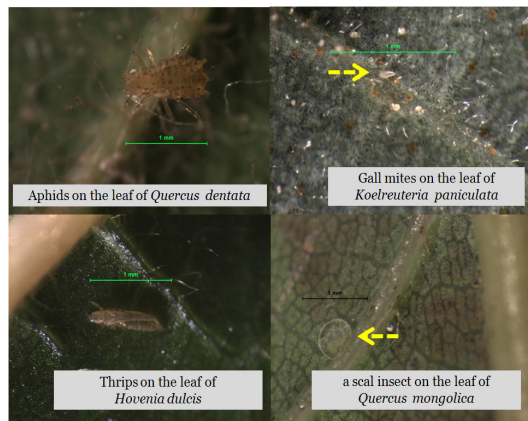 1 mm
Aphids on the leaf of Quercus dentata
1 mm
Gall mites on the leaf of
Koelreuteria paniculata
1 mm
Thrips on the leaf of
Hovenia dulcis
1 mm
a scal insect on the leaf of
Quercus mongolica